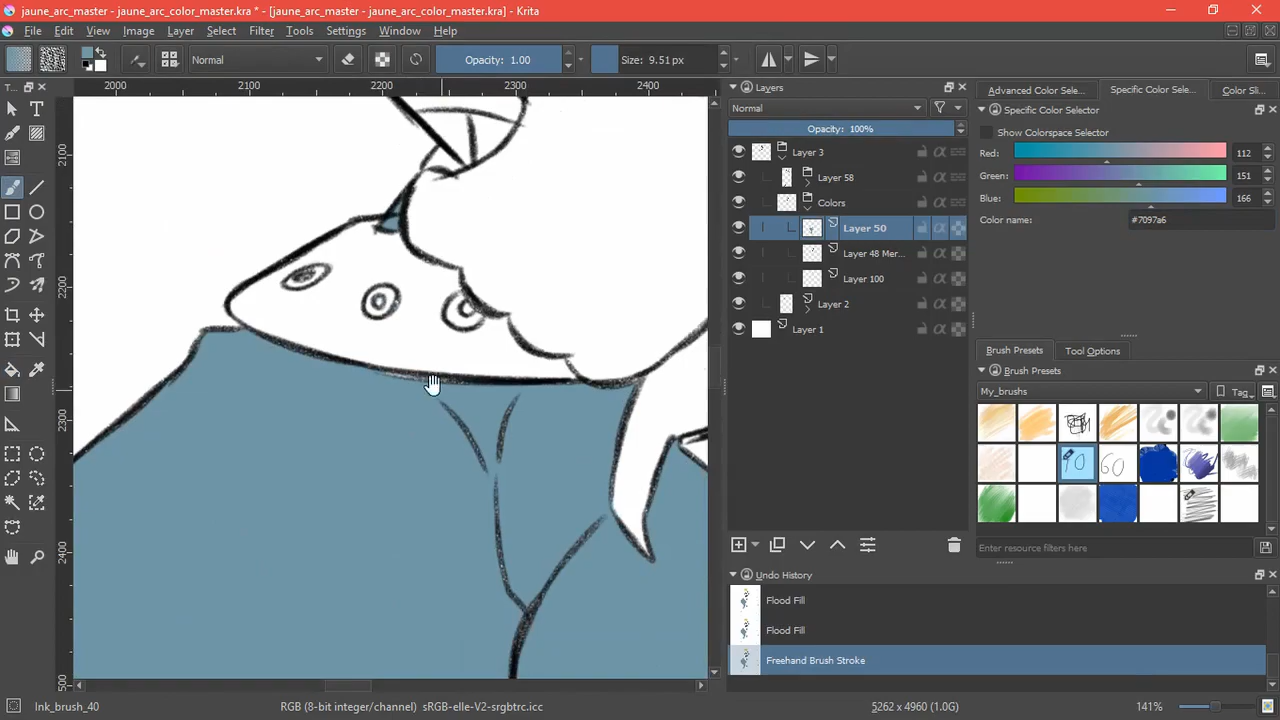 jaune_arc_master - jaune_arc_color_master.kra * - [jaune_arc_master - jaune_arc_color_master.kra] - Krita
File Edit View Image Layer Select Filter Tools Settings Window Help
Normal Opacity: 1.00 Size: 9.51 px
T...
2000 2100 2200 2300 2400
2100
2200
2300
2400
500
Layers
Normal
Opacity: 100%
Layer 3
Layer 58
Colors
Layer 50
Layer 48 Mer...
Layer 100
Layer 2
Layer 1
Undo History
Flood Fill
Flood Fill
Freehand Brush Stroke
Advanced Color Sele... Specific Color Sele... Color Sli...
Specific Color Selector
Show Colorspace Selector
Red: 112
Green: 151
Blue: 166
Color name: #7097a6
Brush Presets Tool Options
Brush Presets
My_brushes Tag
Enter resource filters here
Ink_brush_40 RGB (8-bit integer/channel) sRGB-elle-V2-srgbtrc.icc 5262 x 4960 (1.0G) 141%